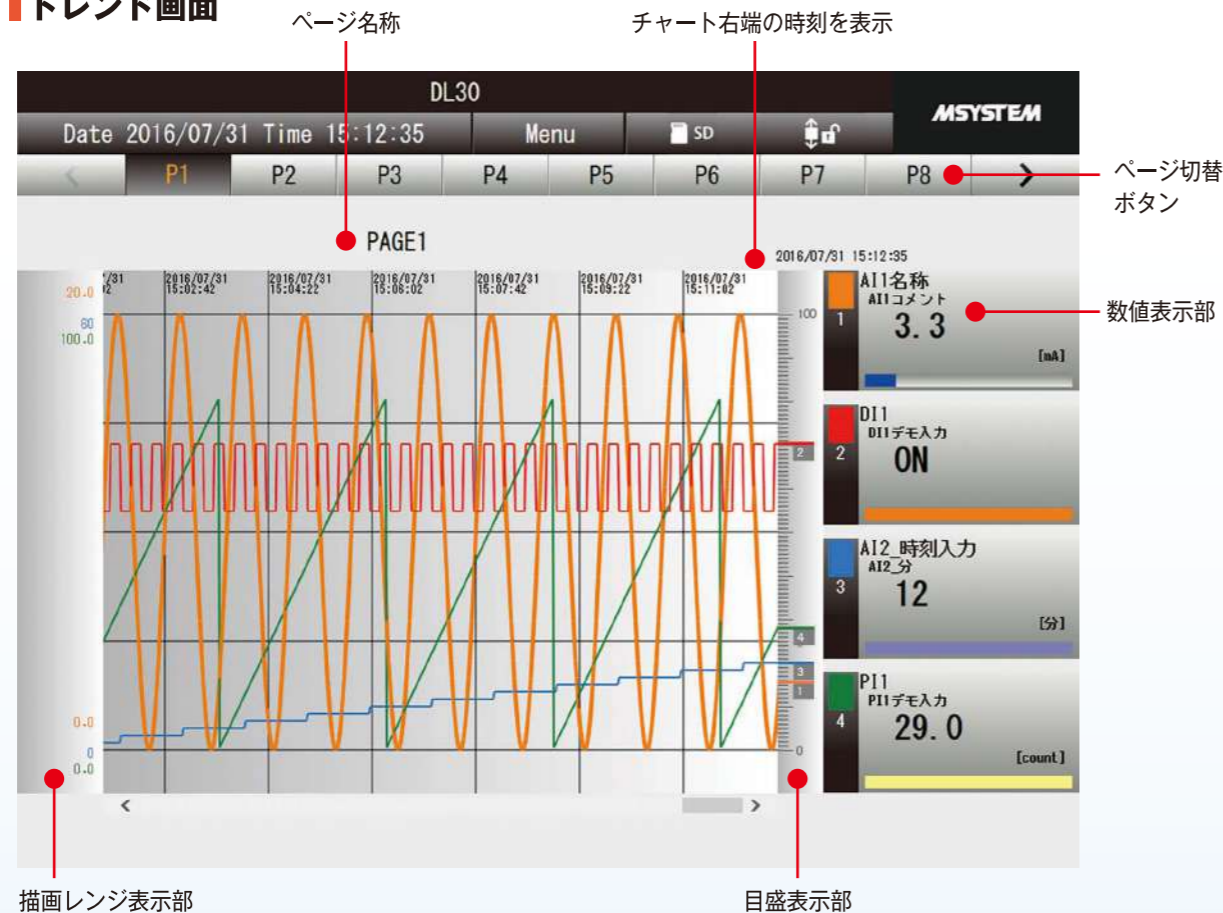 トレンド画面
ページ名称
チャート右端の時刻を表示
DL30
MSYSTEM
Date 2016/07/31 Time 15:12:35
Menu
SD
P1
P2
P3
P4
P5
P6
P7
P8
ページ切替
ボタン
PAGE1
2016/07/31 15:12:35
/31
2016/07/31
15:02:42
2016/07/31
15:04:22
2016/07/31
15:06:02
2016/07/31
15:07:42
2016/07/31
15:09:22
2016/07/31
15:11:02
20.0
60
100.0
100
1
AI1名称
AI1コメント
3.3
[mA]
数値表示部
2
2
DI1
DI1デモ入力
ON
3
AI2_時刻入力
AI2_分
12
[分]
4
3
1
4
PI1
PI1デモ入力
29.0
[count]
0.0
0
0.0
0
描画レンジ表示部
目盛表示部